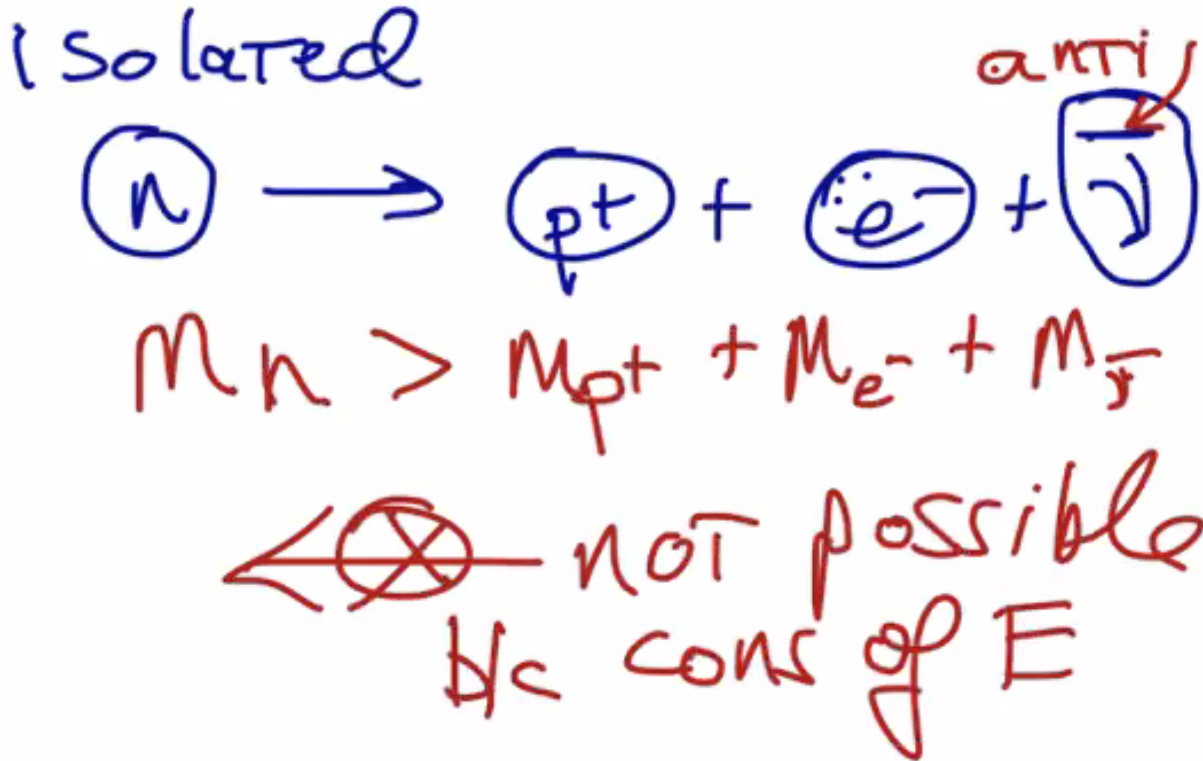 isolated
anti
n → p⁺ + e⁻ + ν̄
Mn > Mp⁺ + Me⁻ + Mν̄
not possible
b/c cons of E